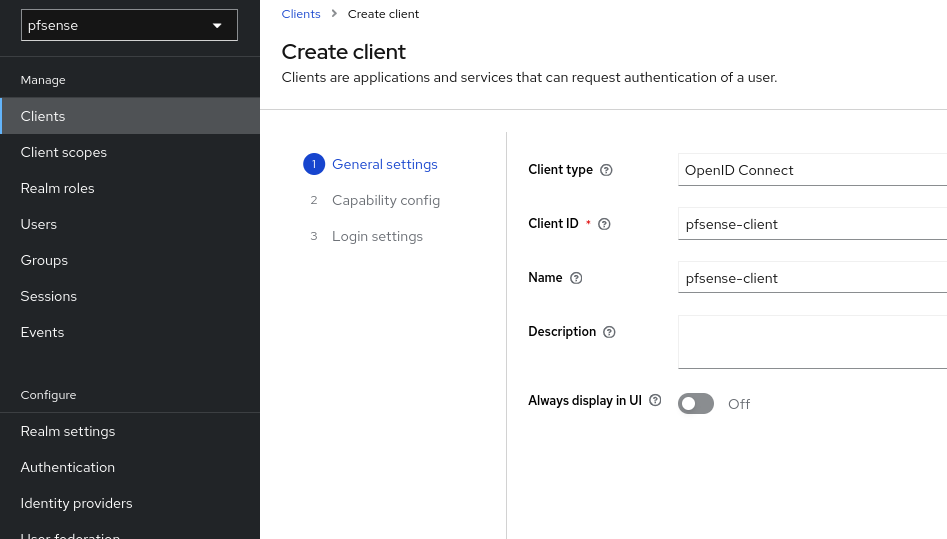 pfsense
Manage
Clients
Client scopes
Realm roles
Users
Groups
Sessions
Events
Configure
Realm settings
Authentication
Identity providers
User federation
Clients > Create client
Create client
Clients are applications and services that can request authentication of a user.
1 General settings
2 Capability config
3 Login settings
Client type ? OpenID Connect
Client ID * ? pfsense-client
Name ? pfsense-client
Description ?
Always display in UI ? Off